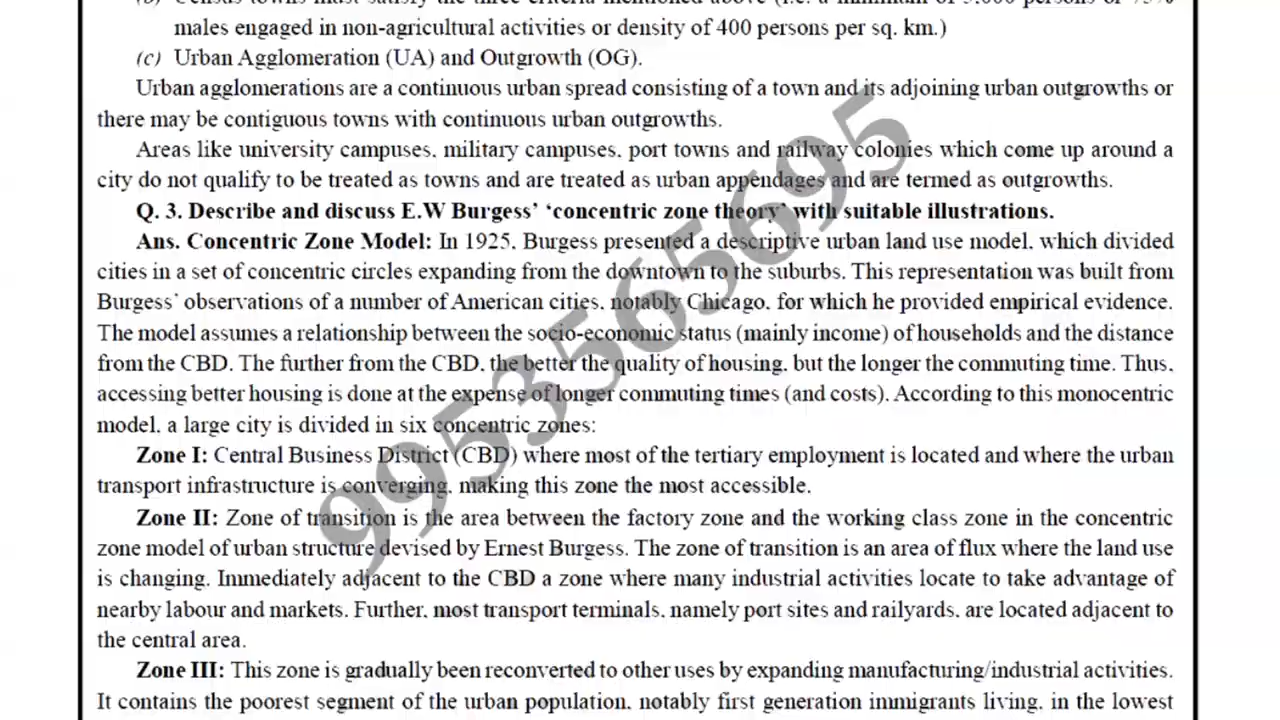 (b) Census towns must satisfy the three criteria mentioned above (i.e. a minimum of 5.000 persons or 75%
males engaged in non-agricultural activities or density of 400 persons per sq. km.)
(c) Urban Agglomeration (UA) and Outgrowth (OG).
Urban agglomerations are a continuous urban spread consisting of a town and its adjoining urban outgrowths or
there may be contiguous towns with continuous urban outgrowths.
Areas like university campuses, military campuses, port towns and railway colonies which come up around a
city do not qualify to be treated as towns and are treated as urban appendages and are termed as outgrowths.
Q. 3. Describe and discuss E.W Burgess’ ‘concentric zone theory’ with suitable illustrations.
Ans. Concentric Zone Model: In 1925, Burgess presented a descriptive urban land use model, which divided
cities in a set of concentric circles expanding from the downtown to the suburbs. This representation was built from
Burgess’ observations of a number of American cities, notably Chicago, for which he provided empirical evidence.
The model assumes a relationship between the socio-economic status (mainly income) of households and the distance
from the CBD. The further from the CBD, the better the quality of housing, but the longer the commuting time. Thus,
accessing better housing is done at the expense of longer commuting times (and costs). According to this monocentric
model, a large city is divided in six concentric zones:
Zone I: Central Business District (CBD) where most of the tertiary employment is located and where the urban
transport infrastructure is converging, making this zone the most accessible.
Zone II: Zone of transition is the area between the factory zone and the working class zone in the concentric
zone model of urban structure devised by Ernest Burgess. The zone of transition is an area of flux where the land use
is changing. Immediately adjacent to the CBD a zone where many industrial activities locate to take advantage of
nearby labour and markets. Further, most transport terminals, namely port sites and railyards, are located adjacent to
the central area.
Zone III: This zone is gradually been reconverted to other uses by expanding manufacturing/industrial activities.
It contains the poorest segment of the urban population, notably first generation immigrants living, in the lowest
9953565695